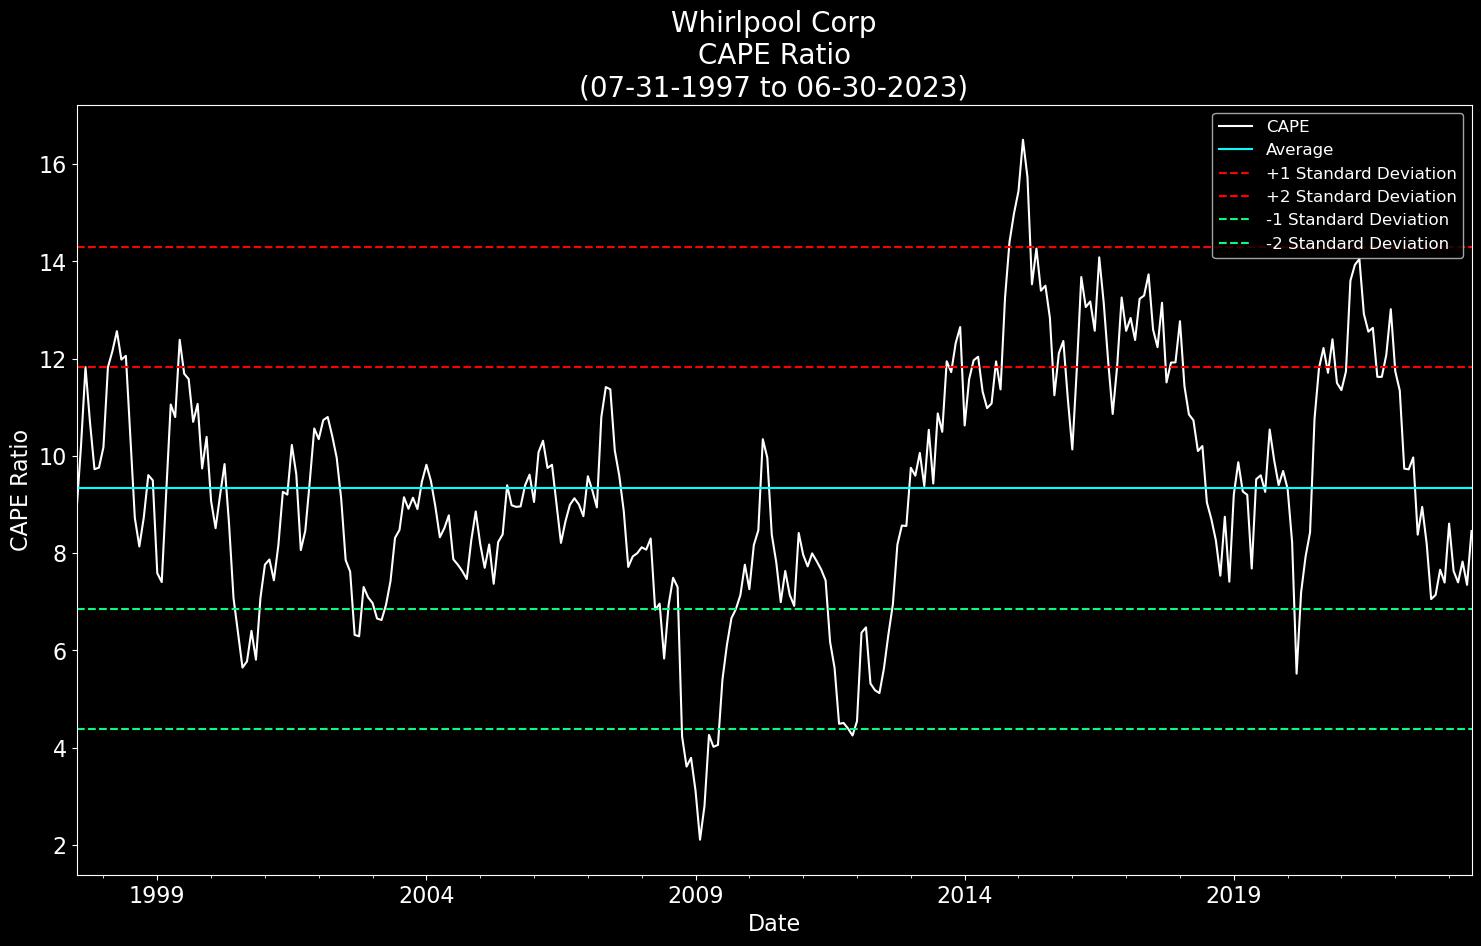 Whirlpool Corp
CAPE Ratio
(07-31-1997 to 06-30-2023)
CAPE
Average
+1 Standard Deviation
+2 Standard Deviation
-1 Standard Deviation
-2 Standard Deviation
CAPE Ratio
16
14
12
10
8
6
4
2
1999
2004
2009
2014
2019
Date